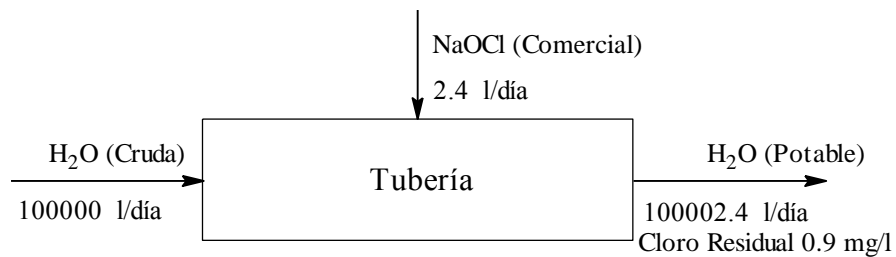 NaOCl (Comercial)
2.4 l/día
H₂O (Cruda)
100000 l/día
Tubería
H₂O (Potable)
100002.4 l/día
Cloro Residual 0.9 mg/l